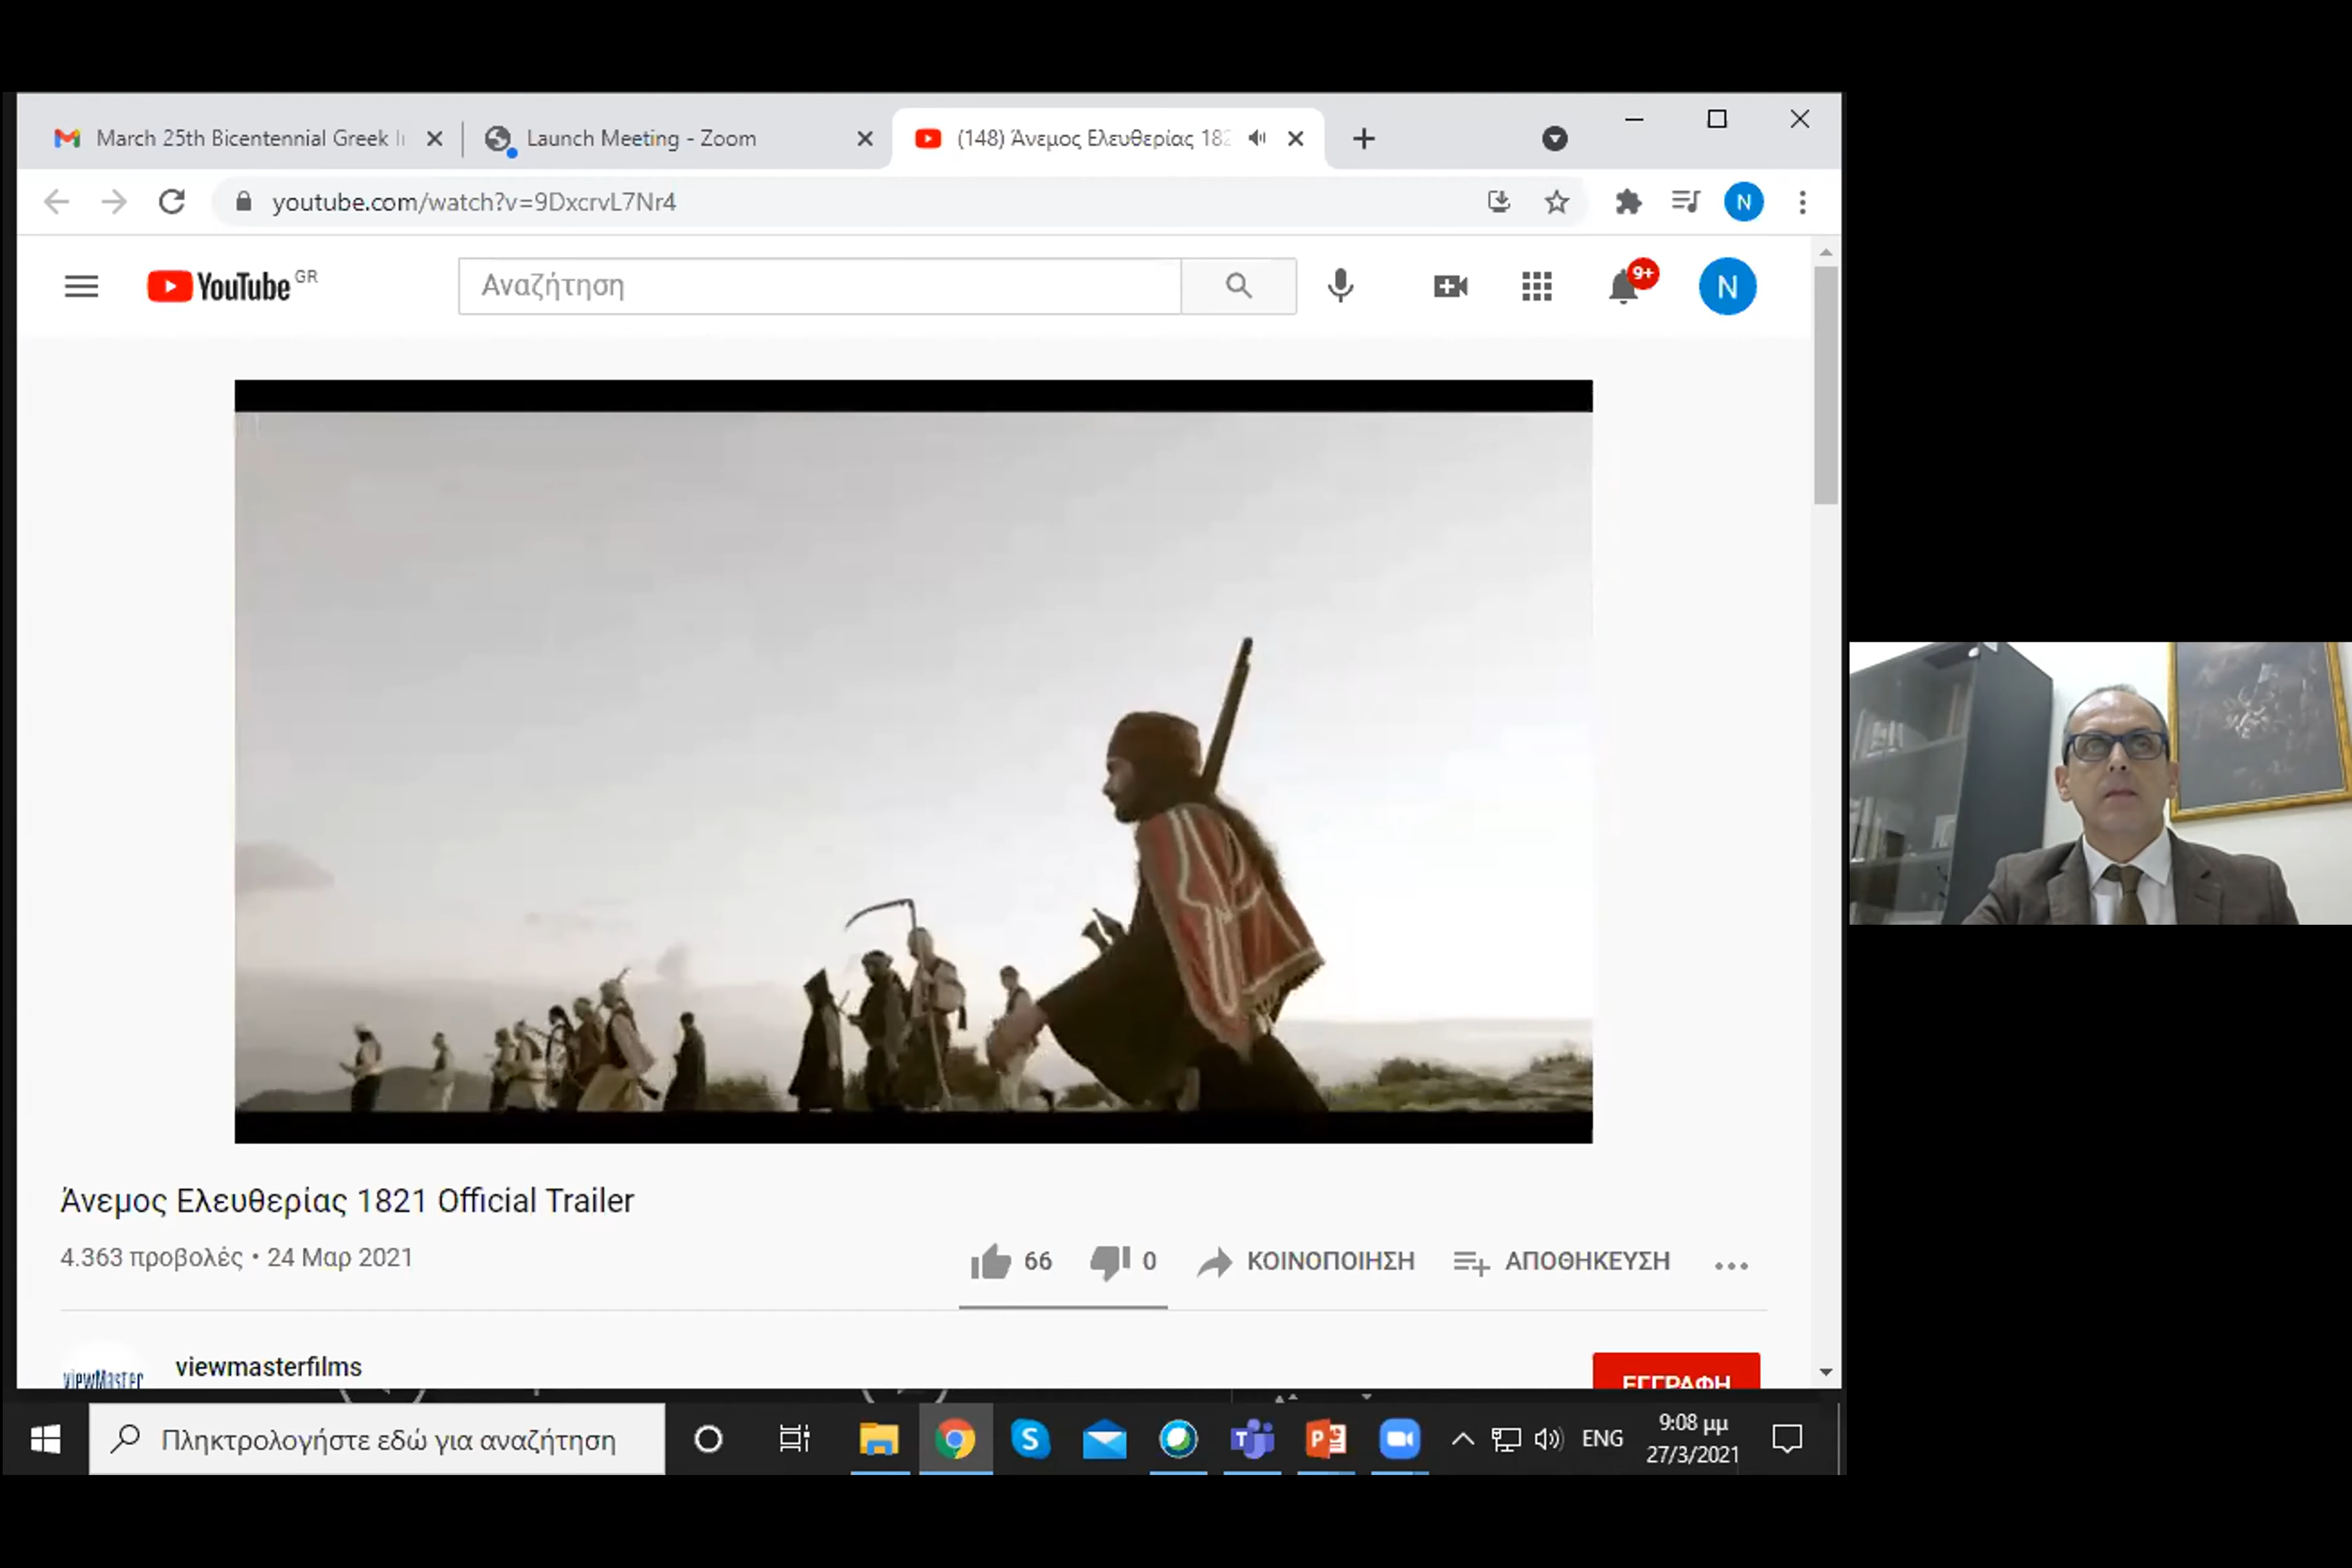 March 25th Bicentennial Greek I
Launch Meeting - Zoom
(148) Άνεμος Ελευθερίας 182
youtube.com/watch?v=9DxcrvL7Nr4
N
YouTube GR
Αναζήτηση
9+
N
Άνεμος Ελευθερίας 1821 Official Trailer
4.363 προβολές • 24 Μαρ 2021
66
0
ΚΟΙΝΟΠΟΙΗΣΗ
ΑΠΟΘΗΚΕΥΣΗ
viewMaster
viewmasterfilms
ΕΓΓΡΑΦΗ
Πληκτρολογήστε εδώ για αναζήτηση
ENG
9:08 μμ
27/3/2021